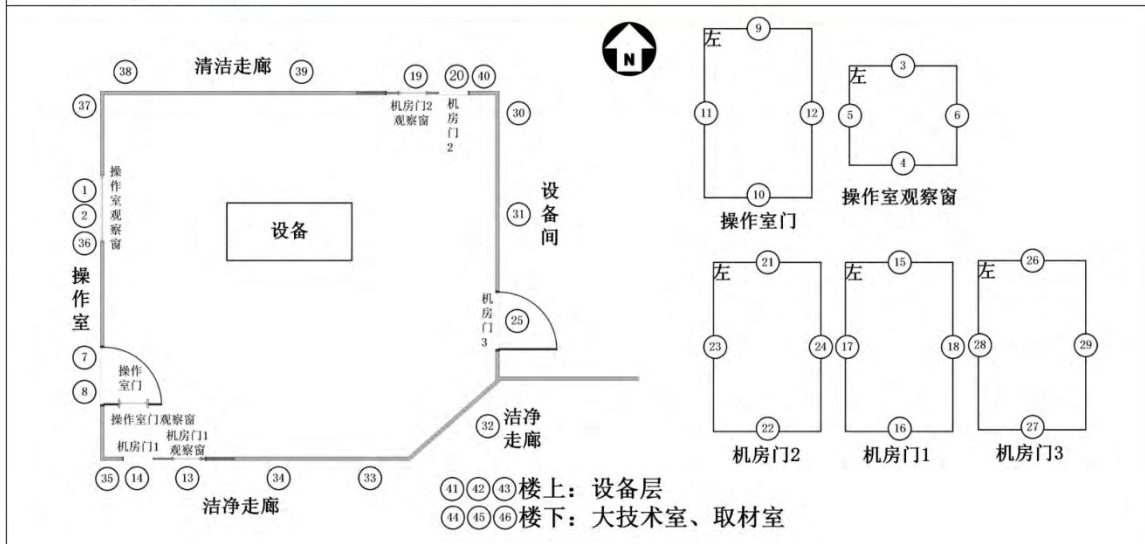 清洁走廊
38
39
19
20
40
37
机房门2
观察窗
机房门2
30
N
左
9
11
12
10
操作室门
左
3
5
6
4
操作室观察窗
1
2
36
操作室观察窗
设备
31
设备间
操作室
机房门3
25
7
8
操作
室门
操作室门观察窗
机房门1
机房门1
观察窗
35
14
13
34
33
32
洁净
走廊
洁净走廊
左
21
23
24
22
机房门2
左
15
17
18
16
机房门1
左
26
28
29
27
机房门3
41 42 43 楼上：设备层
44 45 46 楼下：大技术室、取材室